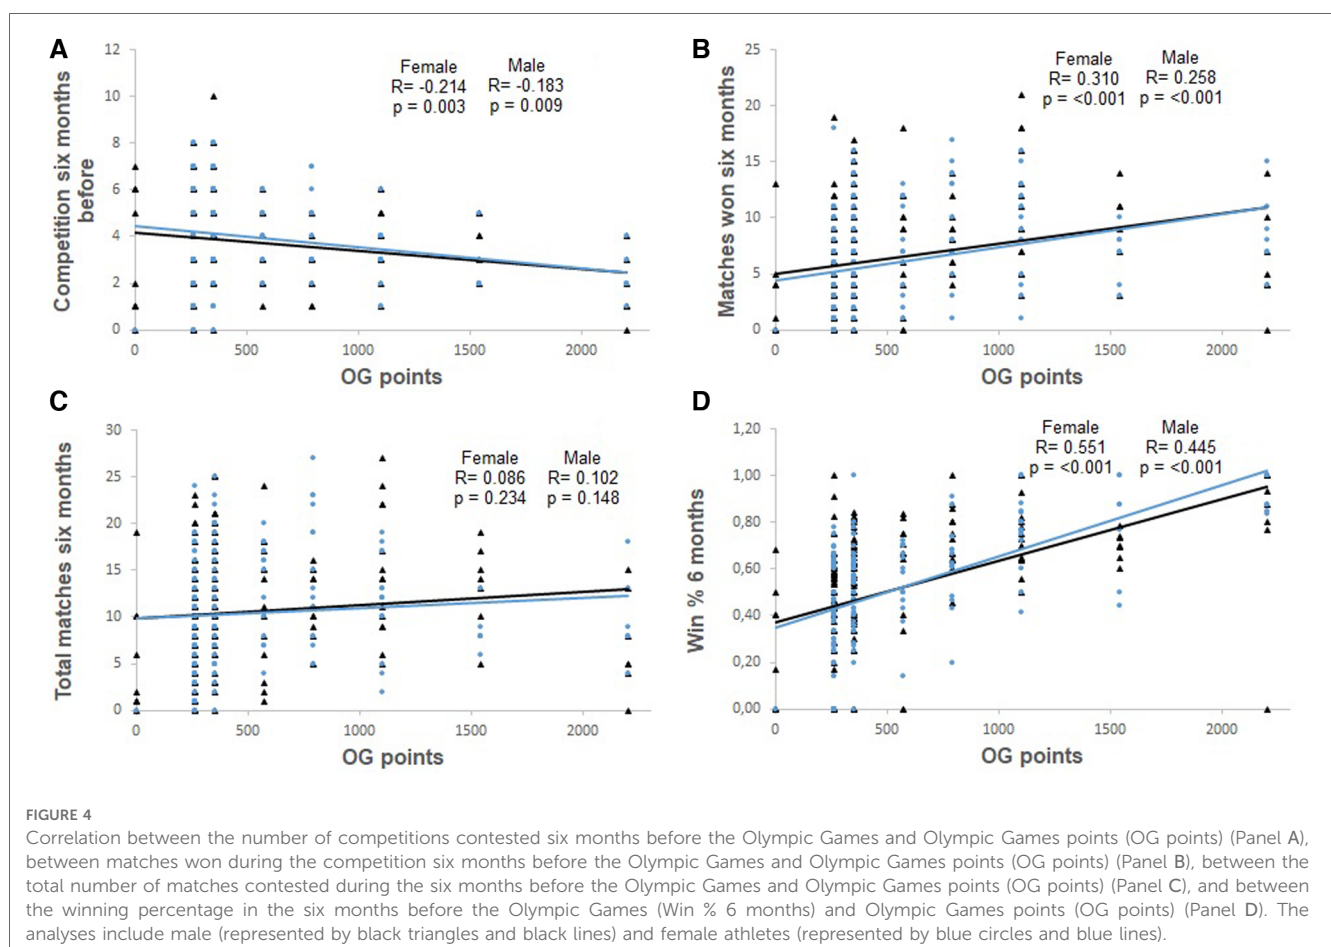 A
12
10
8
6
4
2
0
0 500 1000 1500 2000
Competition six months
before
OG points
Female Male
R= -0.214 R= -0.183
p = 0.003 p = 0.009
B
25
20
15
10
5
0
0 500 1000 1500 2000
Matches won six months
OG points
Female Male
R= 0.310 R= 0.258
p = <0.001 p = <0.001
C
30
25
20
15
10
5
0
0 500 1000 1500 2000
Total matches six months
OG points
Female Male
R= 0.086 R= 0.102
p = 0.234 p = 0.148
D
1,20
1,00
0,80
0,60
0,40
0,20
0,00
0 500 1000 1500 2000
Win % 6 months
OG points
Female Male
R= 0.551 R= 0.445
p = <0.001 p = <0.001
FIGURE 4
Correlation between the number of competitions contested six months before the Olympic Games and Olympic Games points (OG points) (Panel A),
between matches won during the competition six months before the Olympic Games and Olympic Games points (OG points) (Panel B), between the
total number of matches contested during the six months before the Olympic Games and Olympic Games points (OG points) (Panel C), and between
the winning percentage in the six months before the Olympic Games (Win % 6 months) and Olympic Games points (OG points) (Panel D). The
analyses include male (represented by black triangles and black lines) and female athletes (represented by blue circles and blue lines).